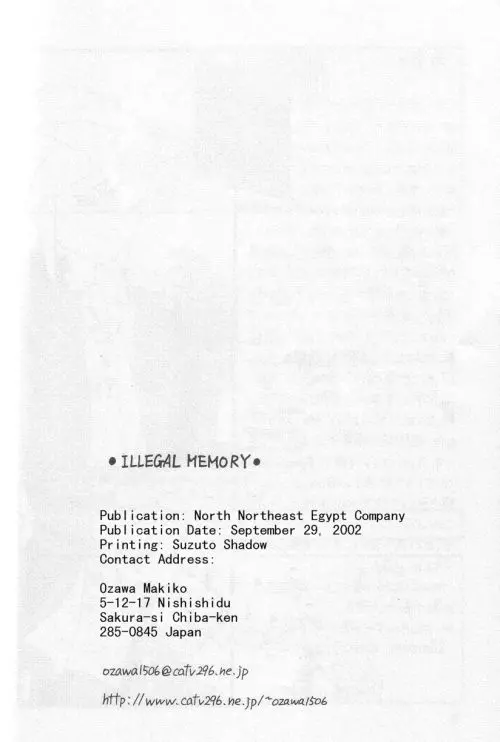 •ILLEGAL MEMORY•
Publication: North Northeast Egypt Company
Publication Date: September 29, 2002
Printing: Suzuto Shadow
Contact Address:
Ozawa Makiko
5-12-17 Nishishidu
Sakura-si Chiba-ken
285-0845 Japan
ozawa1506@catv296.ne.jp
http://www.catv296.ne.jp/~ozawa1506